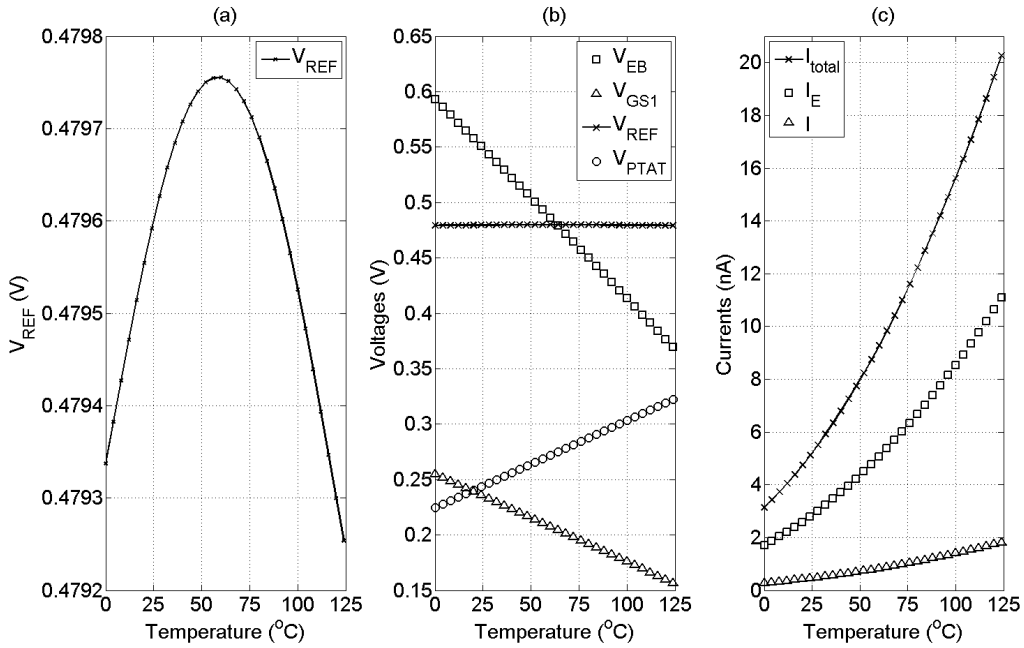 (a)
V_REF
0.4798
0.4797
0.4796
0.4795
0.4794
0.4793
0.4792
V_REF (V)
0 25 50 75 100 125
Temperature (°C)
(b)
V_EB
V_GS1
V_REF
V_PTAT
0.65
0.6
0.55
0.5
0.45
0.4
0.35
0.3
0.25
0.2
0.15
Voltages (V)
0 25 50 75 100 125
Temperature (°C)
(c)
I_total
I_E
I
20
18
16
14
12
10
8
6
4
2
0
Currents (nA)
0 25 50 75 100 125
Temperature (°C)